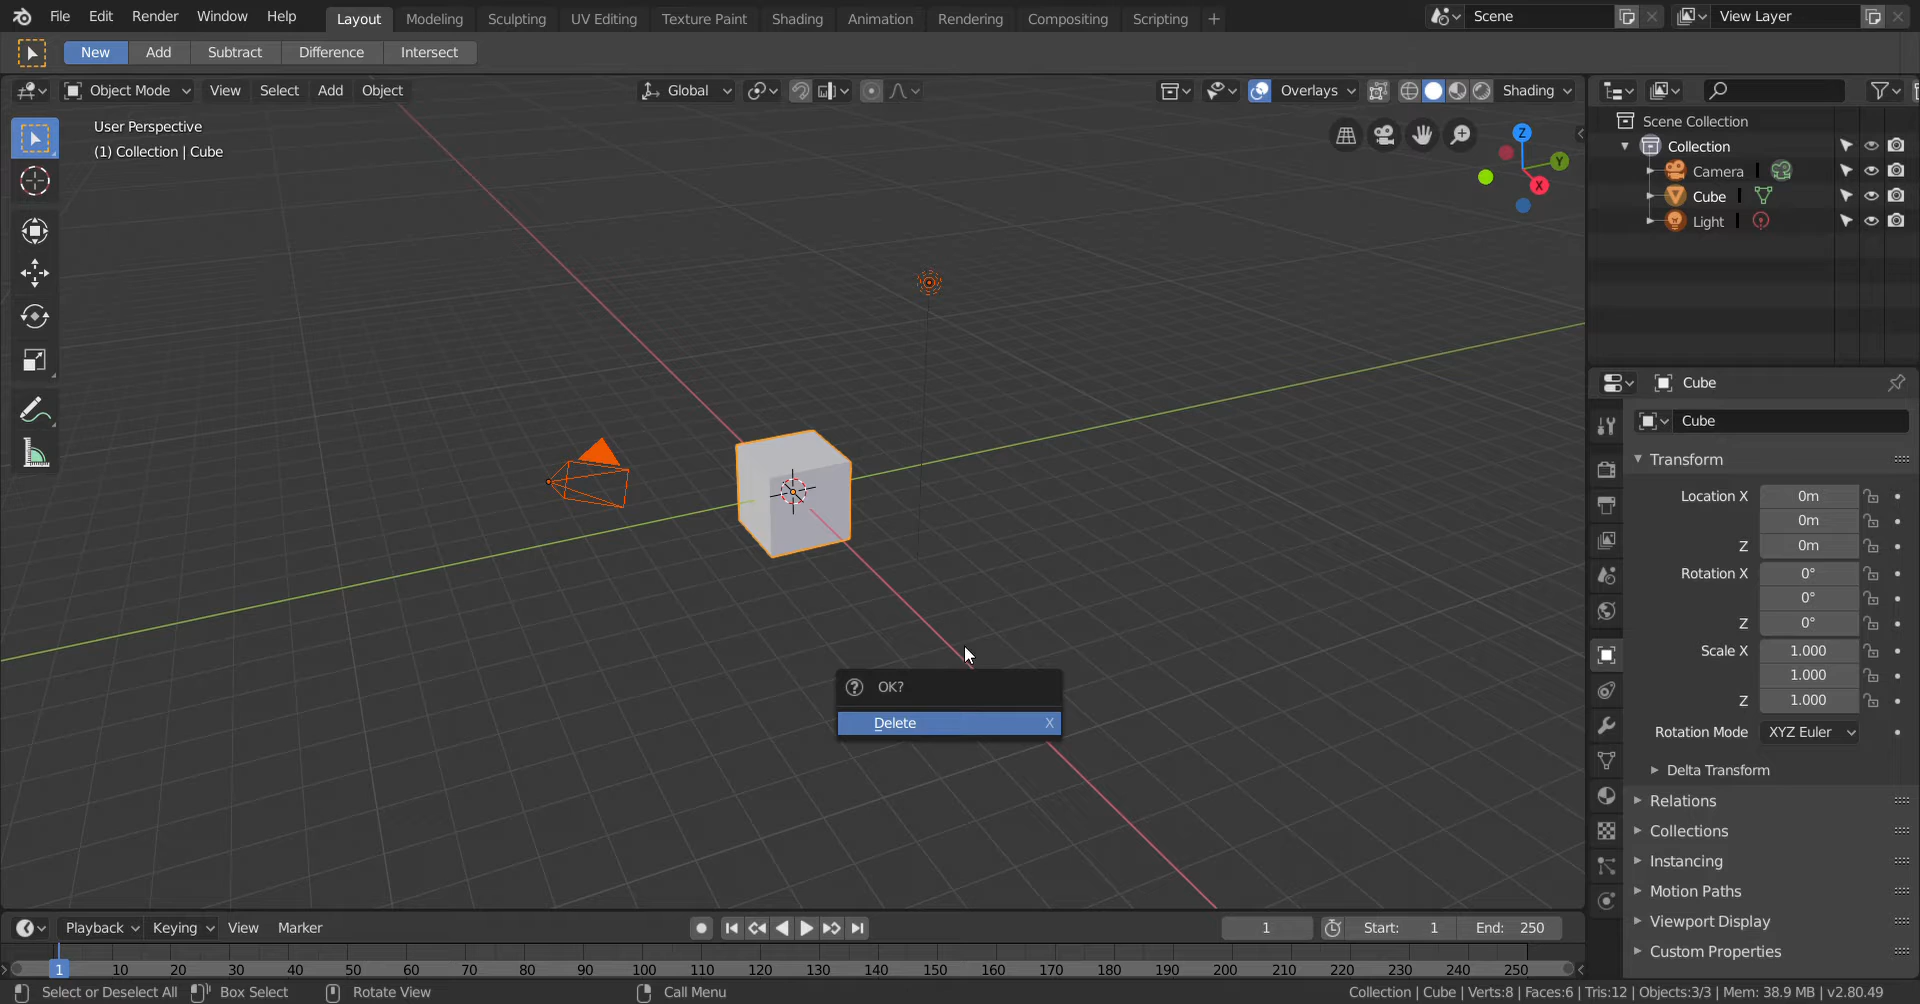 File Edit Render Window Help Layout Modeling Sculpting UV Editing Texture Paint Shading Animation Rendering Compositing Scripting + Scene View Layer
New Add Subtract Difference Intersect
Object Mode View Select Add Object Global Overlays Shading
User Perspective
(1) Collection | Cube
Z
Y
X
Scene Collection
Collection
Camera
Cube
Light
OK?
Delete X
Cube
Cube
Transform
Location X 0m
0m
Z 0m
Rotation X 0°
0°
Z 0°
Scale X 1.000
1.000
Z 1.000
Rotation Mode XYZ Euler
Delta Transform
Relations
Collections
Instancing
Motion Paths
Viewport Display
Custom Properties
Playback Keying View Marker 1 Start: 1 End: 250
1 10 20 30 40 50 60 70 80 90 100 110 120 130 140 150 160 170 180 190 200 210 220 230 240 250
Select or Deselect All Box Select Rotate View Call Menu Collection | Cube | Verts:8 | Faces:6 | Tris:12 | Objects:3/3 | Mem: 38.9 MB | v2.80.49